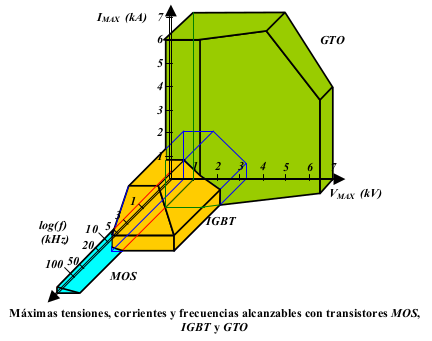 I MAX (kA)
7
6
5
4
3
2
1
GTO
1 2 3 4 5 6 7
V MAX (kV)
IGBT
log(f)
(kHz)
1
3
5
10
20
50
100
MOS
Máximas tensiones, corrientes y frecuencias alcanzables con transistores MOS,
IGBT y GTO